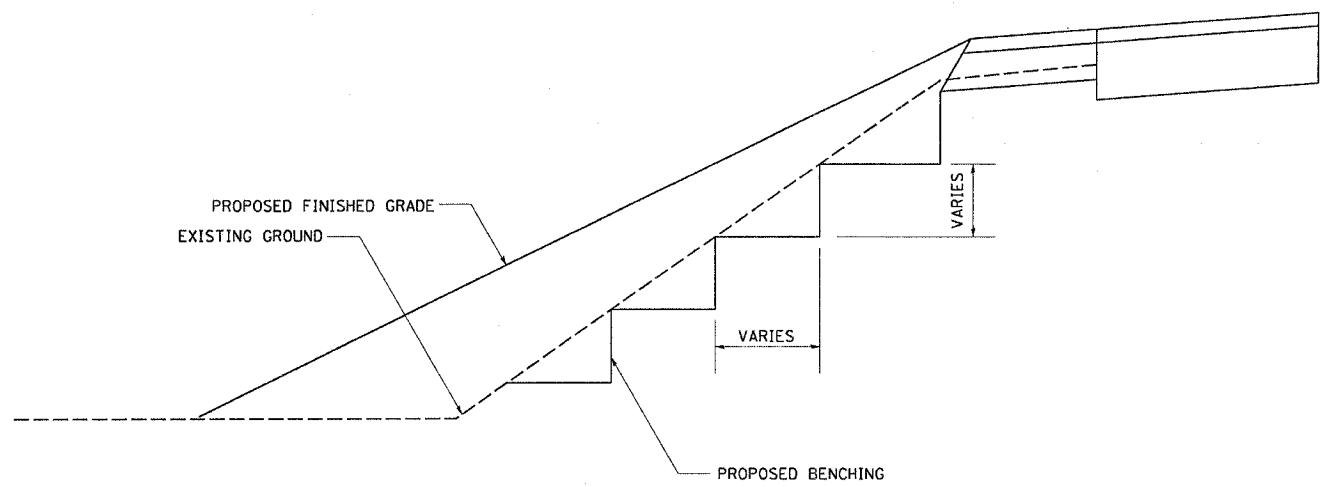 PROPOSED FINISHED GRADE
EXISTING GROUND
VARIES
VARIES
PROPOSED BENCHING